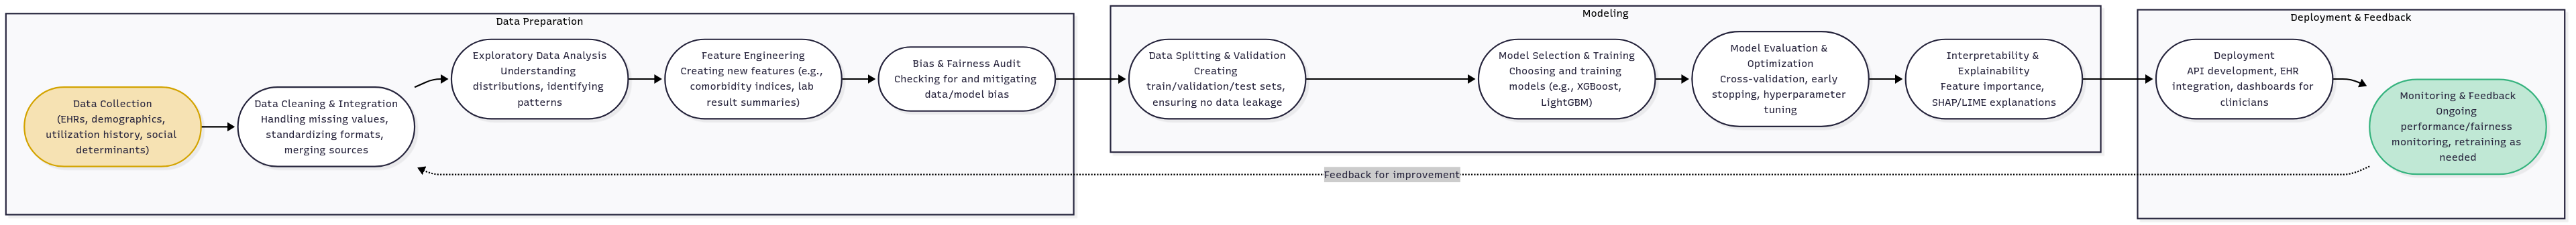 Data Preparation
Data Collection
(EHRs, demographics,
utilization history, social
determinants)
Data Cleaning & Integration
Handling missing values,
standardizing formats,
merging sources
Exploratory Data Analysis
Understanding
distributions, identifying
patterns
Feature Engineering
Creating new features (e.g.,
comorbidity indices, lab
result summaries)
Bias & Fairness Audit
Checking for and mitigating
data/model bias
Modeling
Data Splitting & Validation
Creating
train/validation/test sets,
ensuring no data leakage
Model Selection & Training
Choosing and training
models (e.g., XGBoost,
LightGBM)
Model Evaluation &
Optimization
Cross-validation, early
stopping, hyperparameter
tuning
Interpretability &
Explainability
Feature importance,
SHAP/LIME explanations
Deployment & Feedback
Deployment
API development, EHR
integration, dashboards for
clinicians
Monitoring & Feedback
Ongoing
performance/fairness
monitoring, retraining as
needed
Feedback for improvement